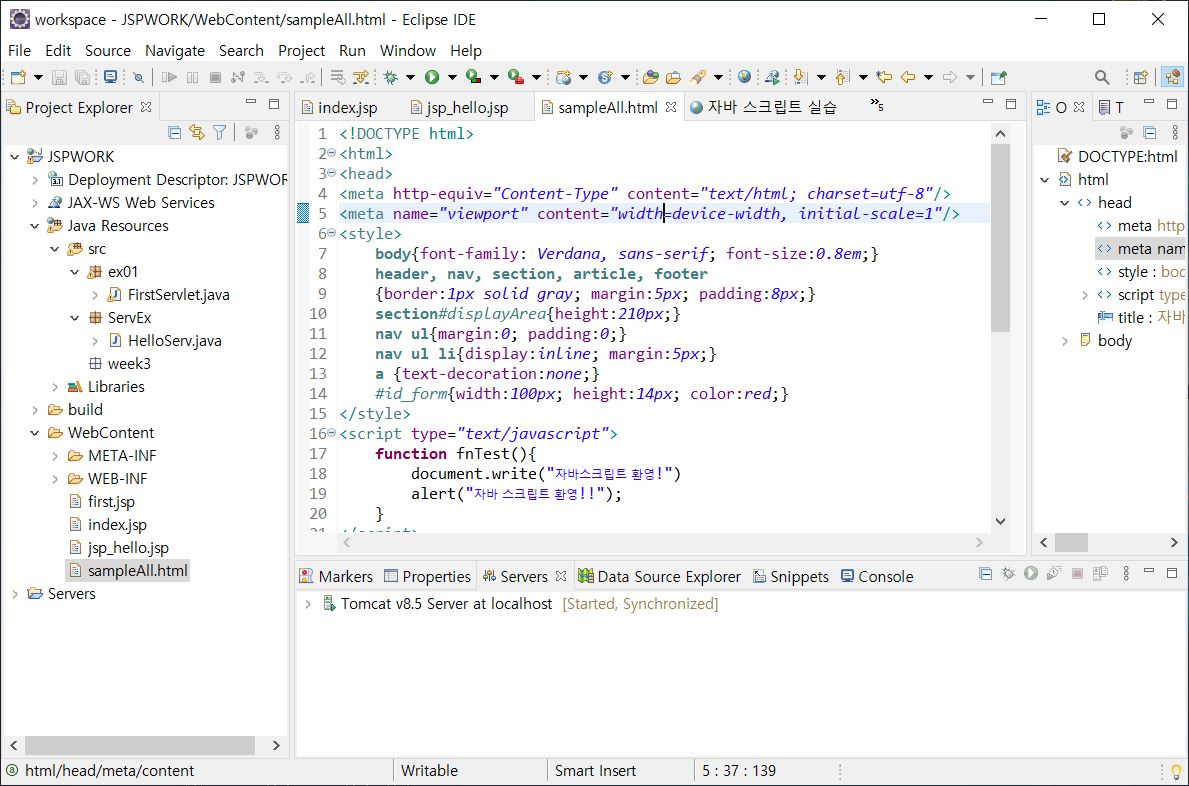 workspace - JSPWORK/WebContent/sampleAll.html - Eclipse IDE
File Edit Source Navigate Search Project Run Window Help
Project Explorer
JSPWORK
Deployment Descriptor: JSPWOR
JAX-WS Web Services
Java Resources
src
ex01
FirstServlet.java
ServEx
HelloServ.java
week3
Libraries
build
WebContent
META-INF
WEB-INF
first.jsp
index.jsp
jsp_hello.jsp
sampleAll.html
Servers
index.jsp jsp_hello.jsp sampleAll.html 자바 스크립트 실습 »5
1 <!DOCTYPE html>
2 <html>
3 <head>
4 <meta http-equiv="Content-Type" content="text/html; charset=utf-8"/>
5 <meta name="viewport" content="width=device-width, initial-scale=1"/>
6 <style>
7 body{font-family: Verdana, sans-serif; font-size:0.8em;}
8 header, nav, section, article, footer
9 {border:1px solid gray; margin:5px; padding:8px;}
10 section#displayArea{height:210px;}
11 nav ul{margin:0; padding:0;}
12 nav ul li{display:inline; margin:5px;}
13 a {text-decoration:none;}
14 #id_form{width:100px; height:14px; color:red;}
15 </style>
16 <script type="text/javascript">
17 function fnTest(){
18 document.write("자바스크립트 환영!")
19 alert("자바 스크립트 환영!!");
20 }
21 </script>
O T
DOCTYPE:html
html
head
meta http
meta nam
style : boc
script type
title : 자바
body
Markers Properties Servers Data Source Explorer Snippets Console
Tomcat v8.5 Server at localhost [Started, Synchronized]
html/head/meta/content Writable Smart Insert 5 : 37 : 139